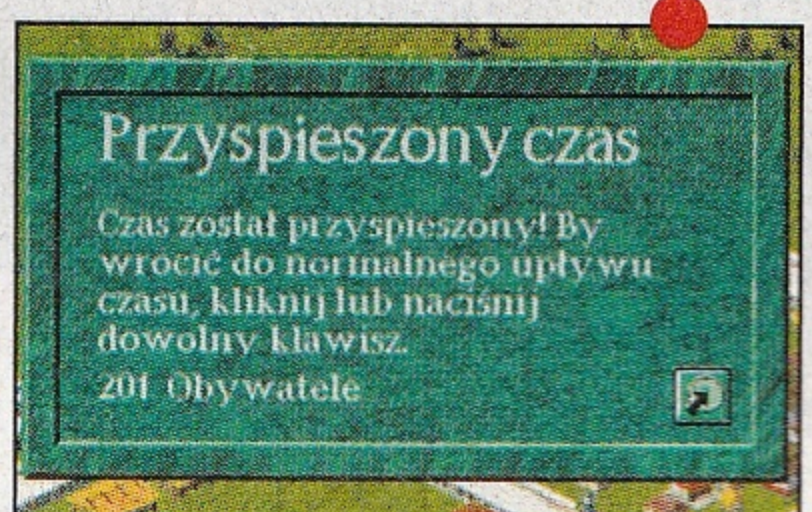 Przyspieszony czas
Czas został przyspieszony! By
wrócić do normalnego upływu
czasu, kliknij lub naciśnij
dowolny klawisz.
201 Obywatele